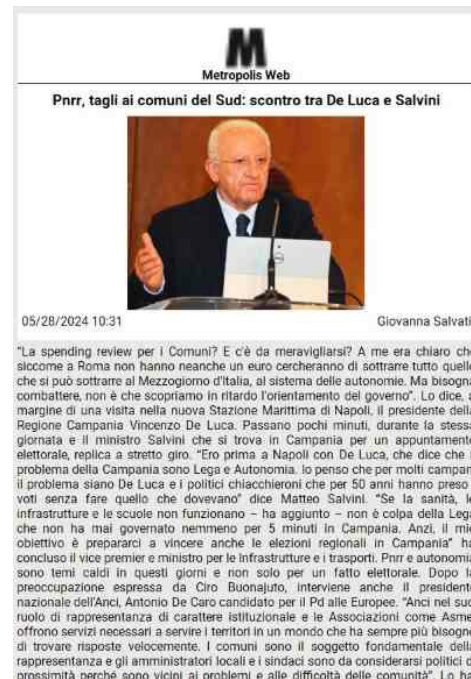 M
Metropolis Web
Pnrr, tagli ai comuni del Sud: scontro tra De Luca e Salvini
DELL
05/28/2024 10:31 Giovanna Salvati
"La spending review per i Comuni? E c'è da meravigliarsi? A me era chiaro che
siccome a Roma non hanno neanche un euro cercheranno di sottrarre tutto quello
che si può sottrarre al Mezzogiorno d'Italia, al sistema delle autonomie. Ma bisogna
combattere, non è che scopriamo in ritardo l'orientamento del governo". Lo dice, a
margine di una visita nella nuova Stazione Marittima di Napoli, il presidente della
Regione Campania Vincenzo De Luca. Passano pochi minuti, durante la stessa
giornata e il ministro Salvini che si trova in Campania per un appuntamento
elettorale, replica a stretto giro. "Ero prima a Napoli con De Luca, che dice che i
problema della Campania sono Lega e Autonomia. Io penso che per molti campan
il problema siano De Luca e i politici chiacchieroni che per 50 anni hanno preso
voti senza fare quello che dovevano" dice Matteo Salvini. "Se la sanità, le
infrastrutture e le scuole non funzionano – ha aggiunto – non è colpa della Lega
che non ha mai governato nemmeno per 5 minuti in Campania. Anzi, il mio
obiettivo è prepararci a vincere anche le elezioni regionali in Campania" ha
concluso il vice premier e ministro per le Infrastrutture e i trasporti. Pnrr e autonomia
sono temi caldi in questi giorni e non solo per un fatto elettorale. Dopo la
preoccupazione espressa da Ciro Buonajuto, interviene anche il presidente
nazionale dell'Anci, Antonio De Caro candidato per il Pd alle Europee. "Anci nel suo
ruolo di rappresentanza di carattere istituzionale e le Associazioni come Asmel
offrono servizi necessari a servire i territori in un mondo che ha sempre più bisogno
di trovare risposte velocemente. I comuni sono il soggetto fondamentale della
rappresentanza e gli amministratori locali e i sindaci sono da considerarsi politici d
prossimità perché sono vicini ai problemi e alle difficoltà delle comunità". Lo ha